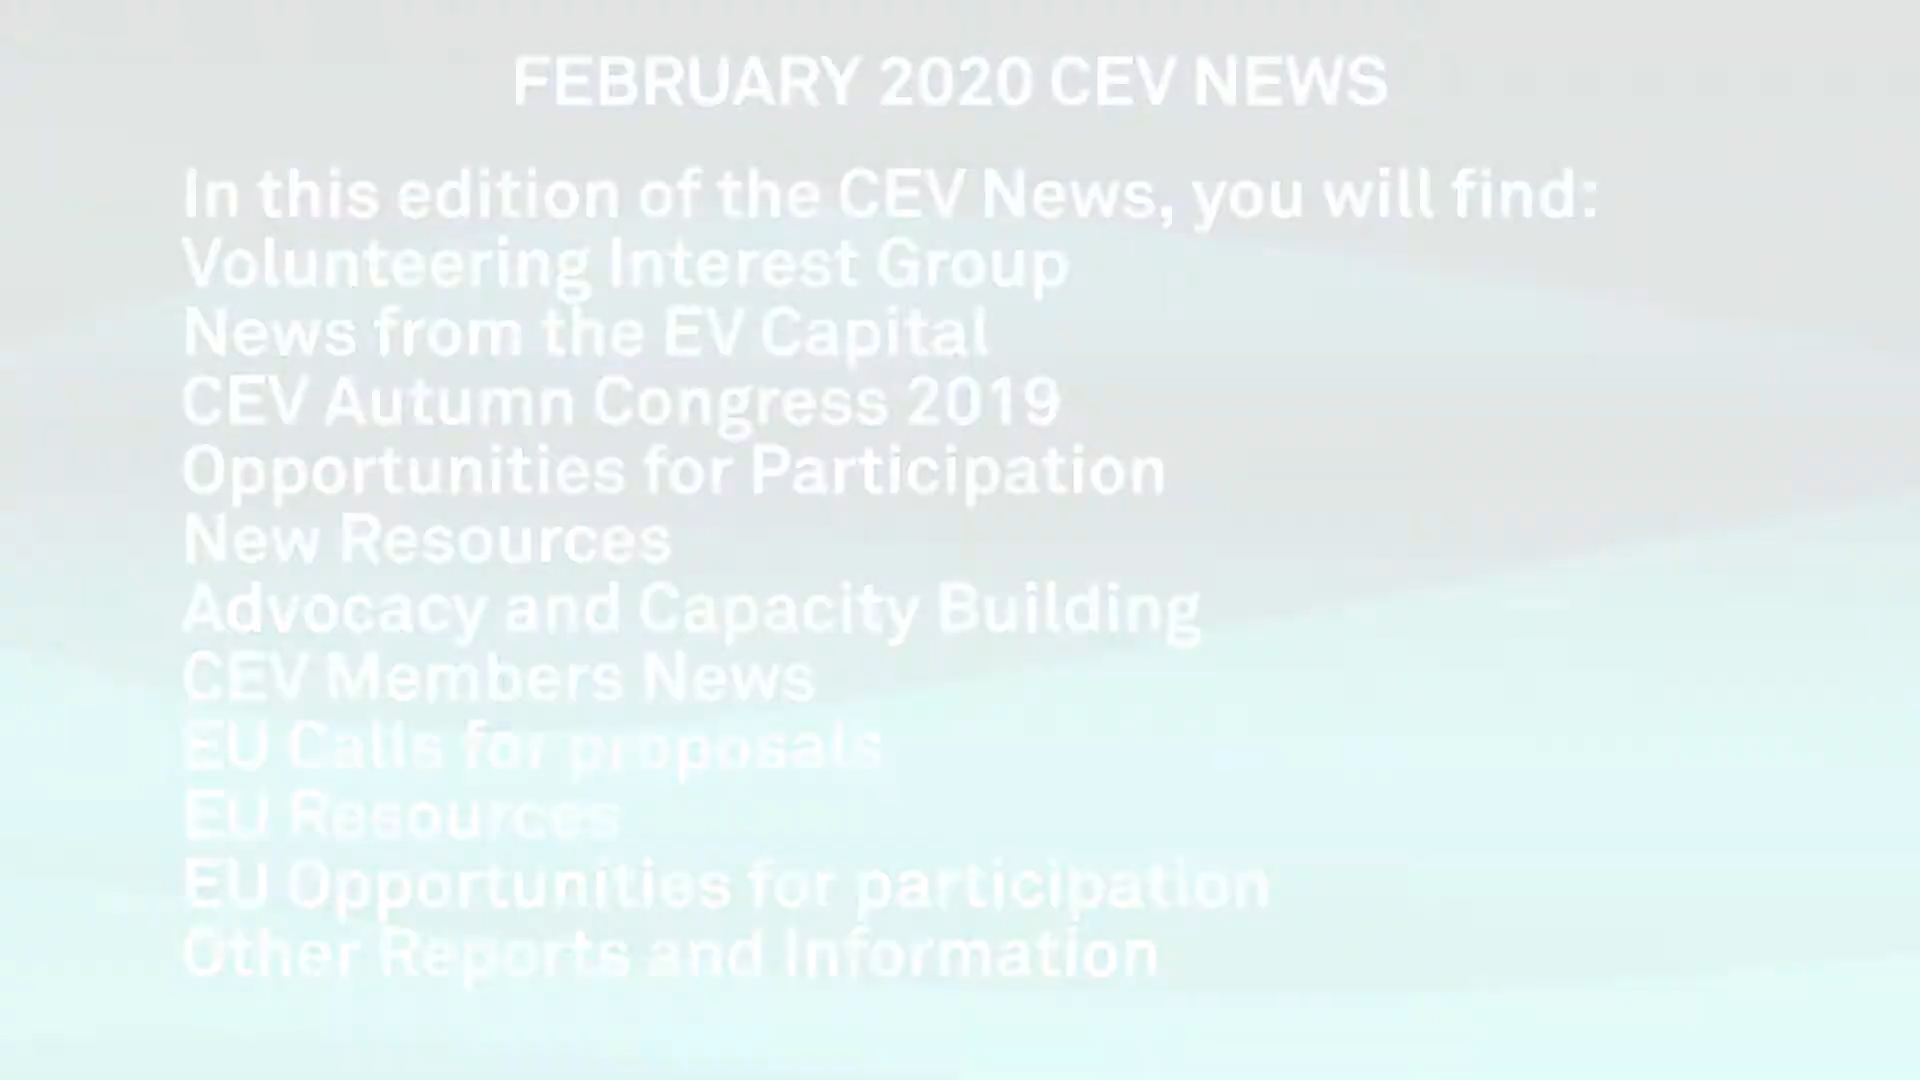 FEBRUARY 2020 CEV NEWS
In this edition of the CEV News, you will find:
Volunteering Interest Group
News from the EV Capital
CEV Autumn Congress 2019
Opportunities for Participation
New Resources
Advocacy and Capacity Building
CEV Members News
EU Calls for proposals
EU Resources
EU Opportunities for participation
Other Reports and Information